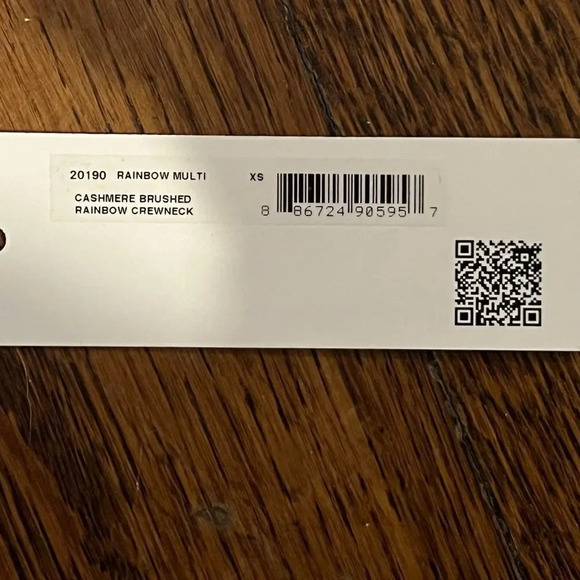 20190 RAINBOW MULTI XS
CASHMERE BRUSHED
RAINBOW CREWNECK
8 86724 90595 7